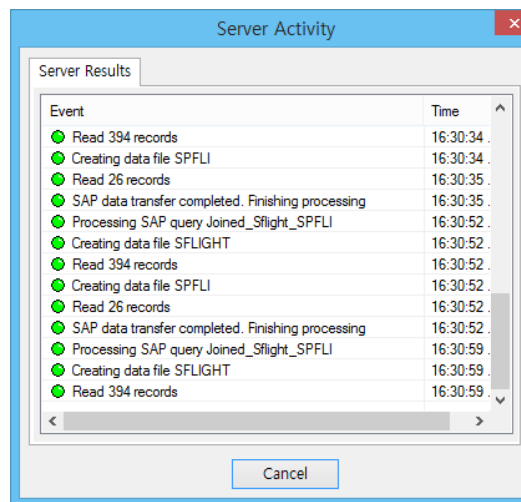 Server Activity
Server Results
Event Time
Read 394 records 16:30:34 .
Creating data file SPFLI 16:30:34 .
Read 26 records 16:30:35 .
SAP data transfer completed. Finishing processing 16:30:35 .
Processing SAP query Joined_Sflight_SPFLI 16:30:52 .
Creating data file SFLIGHT 16:30:52 .
Read 394 records 16:30:52 .
Creating data file SPFLI 16:30:52 .
Read 26 records 16:30:52 .
SAP data transfer completed. Finishing processing 16:30:52 .
Processing SAP query Joined_Sflight_SPFLI 16:30:59 .
Creating data file SFLIGHT 16:30:59 .
Read 394 records 16:30:59 .
Cancel